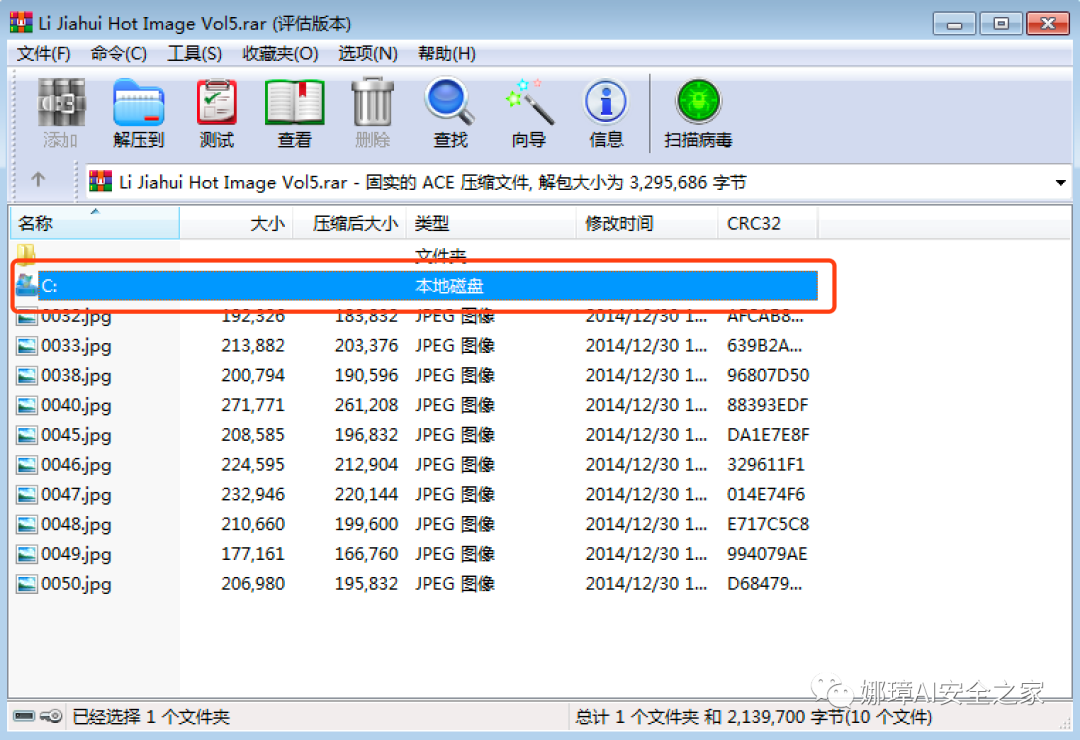 Li Jiahui Hot Image Vol5.rar (评估版本)
文件(F) 命令(C) 工具(S) 收藏夹(O) 选项(N) 帮助(H)
添加 解压到 测试 查看 删除 查找 向导 信息 扫描病毒
Li Jiahui Hot Image Vol5.rar - 固实的 ACE 压缩文件, 解包大小为 3,295,686 字节
名称 大小 压缩后大小 类型 修改时间 CRC32
文件夹
C: 本地磁盘
0032.jpg 192,326 183,832 JPEG 图像 2014/12/30 1... AFCAB8...
0033.jpg 213,882 203,376 JPEG 图像 2014/12/30 1... 639B2A...
0038.jpg 200,794 190,596 JPEG 图像 2014/12/30 1... 96807D50
0040.jpg 271,771 261,208 JPEG 图像 2014/12/30 1... 88393EDF
0045.jpg 208,585 196,832 JPEG 图像 2014/12/30 1... DA1E7E8F
0046.jpg 224,595 212,904 JPEG 图像 2014/12/30 1... 329611F1
0047.jpg 232,946 220,144 JPEG 图像 2014/12/30 1... 014E74F6
0048.jpg 210,660 199,600 JPEG 图像 2014/12/30 1... E717C5C8
0049.jpg 177,161 166,760 JPEG 图像 2014/12/30 1... 994079AE
0050.jpg 206,980 195,832 JPEG 图像 2014/12/30 1... D68479...
娜璋AI安全之家
已经选择 1 个文件夹 总计 1 个文件夹 和 2,139,700 字节(10 个文件)